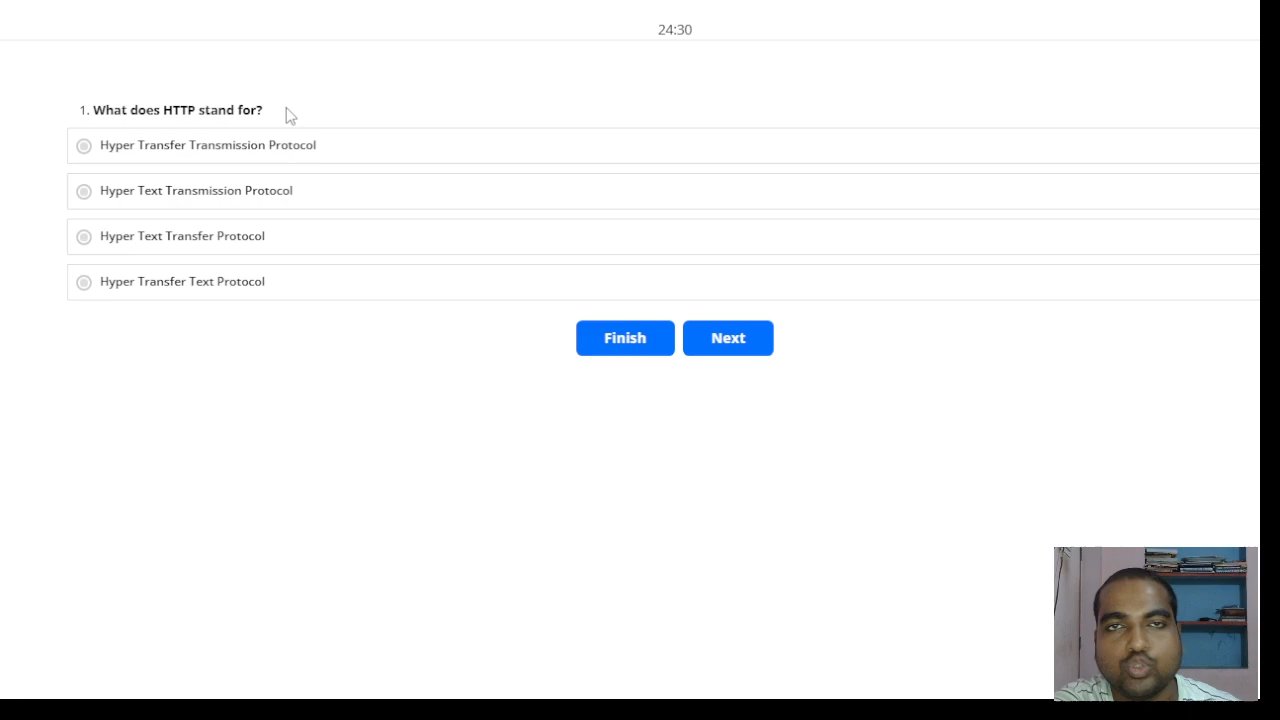 24:30
1. What does HTTP stand for?
Hyper Transfer Transmission Protocol
Hyper Text Transmission Protocol
Hyper Text Transfer Protocol
Hyper Transfer Text Protocol
Finish Next